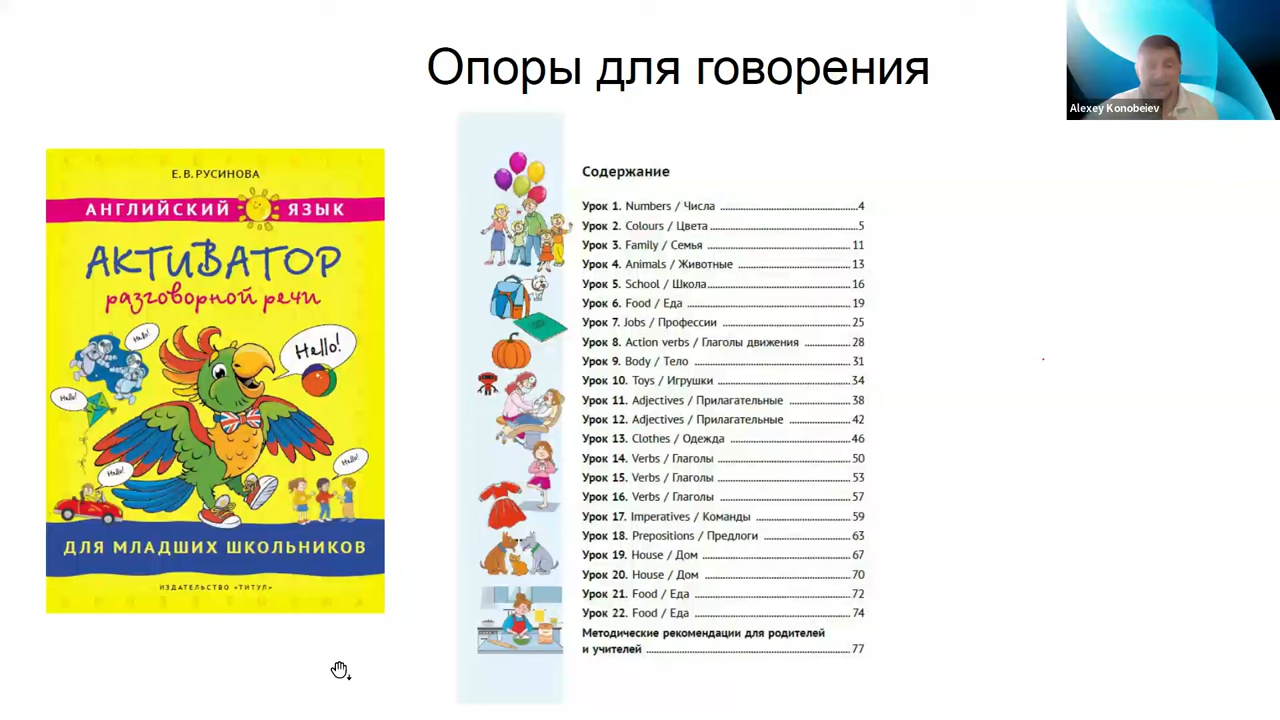 Опоры для говорения
Alexey Konobeiev
Е. В. РУСИНОВА
АНГЛИЙСКИЙ ЯЗЫК
АКТИВАТОР
разговорной речи
Hello!
Hello!
Hello!
Hello!
Hello!
ДЛЯ МЛАДШИХ ШКОЛЬНИКОВ
ИЗДАТЕЛЬСТВО «ТИТУЛ»
Содержание
Урок 1. Numbers / Числа ... 4
Урок 2. Colours / Цвета ... 5
Урок 3. Family / Семья ... 11
Урок 4. Animals / Животные ... 13
Урок 5. School / Школа ... 16
Урок 6. Food / Еда ... 19
Урок 7. Jobs / Профессии ... 25
Урок 8. Action verbs / Глаголы движения ... 28
Урок 9. Body / Тело ... 31
Урок 10. Toys / Игрушки ... 34
Урок 11. Adjectives / Прилагательные ... 38
Урок 12. Adjectives / Прилагательные ... 42
Урок 13. Clothes / Одежда ... 46
Урок 14. Verbs / Глаголы ... 50
Урок 15. Verbs / Глаголы ... 53
Урок 16. Verbs / Глаголы ... 57
Урок 17. Imperatives / Команды ... 59
Урок 18. Prepositions / Предлоги ... 63
Урок 19. House / Дом ... 67
Урок 20. House / Дом ... 70
Урок 21. Food / Еда ... 72
Урок 22. Food / Еда ... 74
Методические рекомендации для родителей
и учителей ... 77